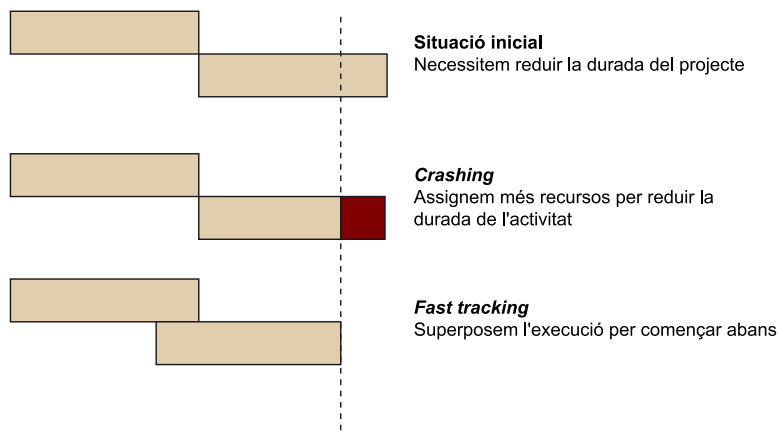 Situació inicial
Necessitem reduir la durada del projecte
Crashing
Assignem més recursos per reduir la
durada de l'activitat
Fast tracking
Superposem l'execució per començar abans